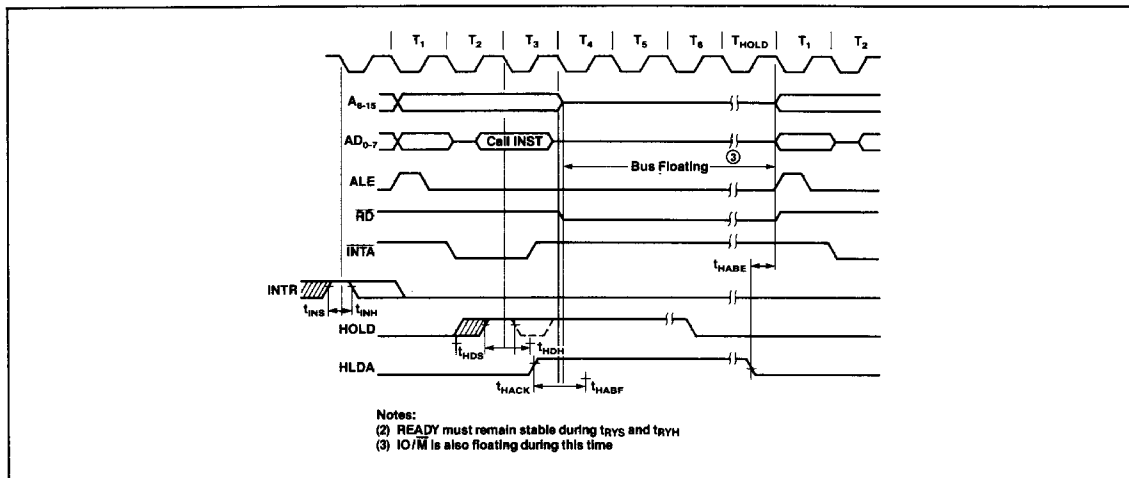 T1 T2 T3 T4 T5 T6 THOLD T1 T2
A8-15
AD0-7 Call INST
③
Bus Floating
ALE
RD
INTA
tHABE
INTR
tINS tINH
HOLD
tHDS tHDH
HLDA
tHACK tHABF
Notes:
(2) READY must remain stable during tRYS and tRYH
(3) IO/M is also floating during this time